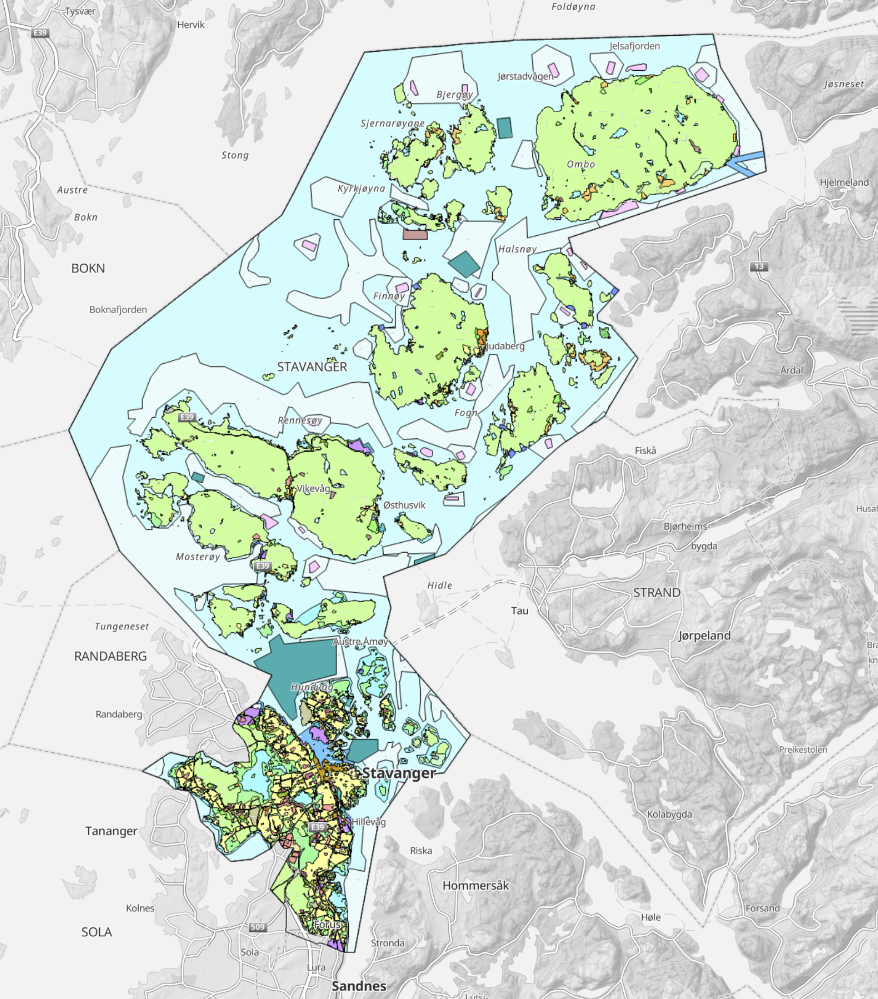 Foldøyna
Tysvær
Hervik
E39
Jelsafjorden
Jørstadvågen
Jøsneset
Bjergøy
Sjernarøyane
Stong
Ombo
Hjelmeland
Austre
Kyrkjøyna
Bokn
Halsnøy
BOKN
13
Finnøy
Boknafjorden
Judaberg
STAVANGER
Årdal
Fogn
E39
Rennesøy
Fiskå
Vikevåg
Østhusvik
Bjørheims-
bygda
Mosterøy
E39
Hidle
STRAND
Tau
Tungeneset
Jørpeland
Austre Åmøy
RANDABERG
Hundvåg
Randaberg
Preikestolen
Stavanger
Kolabygda
Hillevåg
E39
Tananger
Riska
Hommersåk
Kolnes
Forsand
Høle
Forus
509
SOLA
Stronda
Sola
Lura
Sandnes